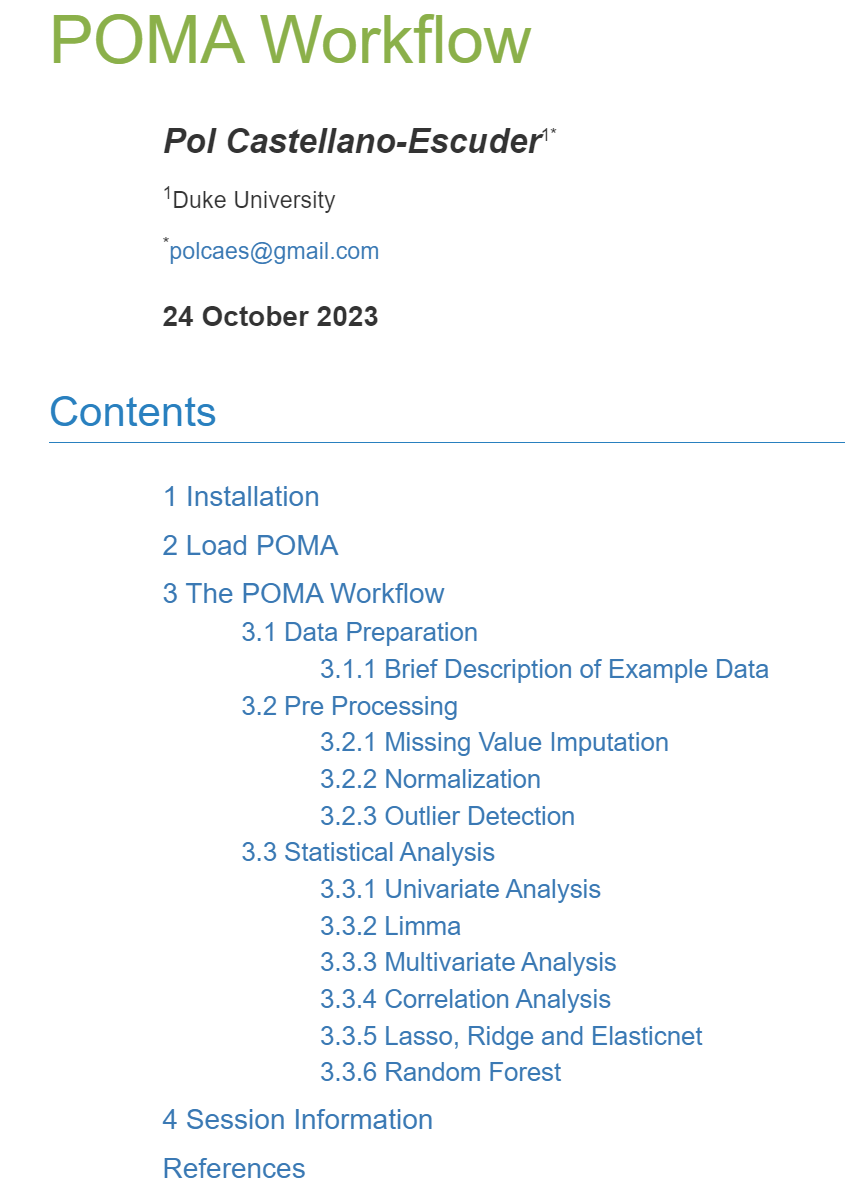 POMA Workflow
Pol Castellano-Escuder1*
1Duke University
*polcaes@gmail.com
24 October 2023
Contents
1 Installation
2 Load POMA
3 The POMA Workflow
3.1 Data Preparation
3.1.1 Brief Description of Example Data
3.2 Pre Processing
3.2.1 Missing Value Imputation
3.2.2 Normalization
3.2.3 Outlier Detection
3.3 Statistical Analysis
3.3.1 Univariate Analysis
3.3.2 Limma
3.3.3 Multivariate Analysis
3.3.4 Correlation Analysis
3.3.5 Lasso, Ridge and Elasticnet
3.3.6 Random Forest
4 Session Information
References